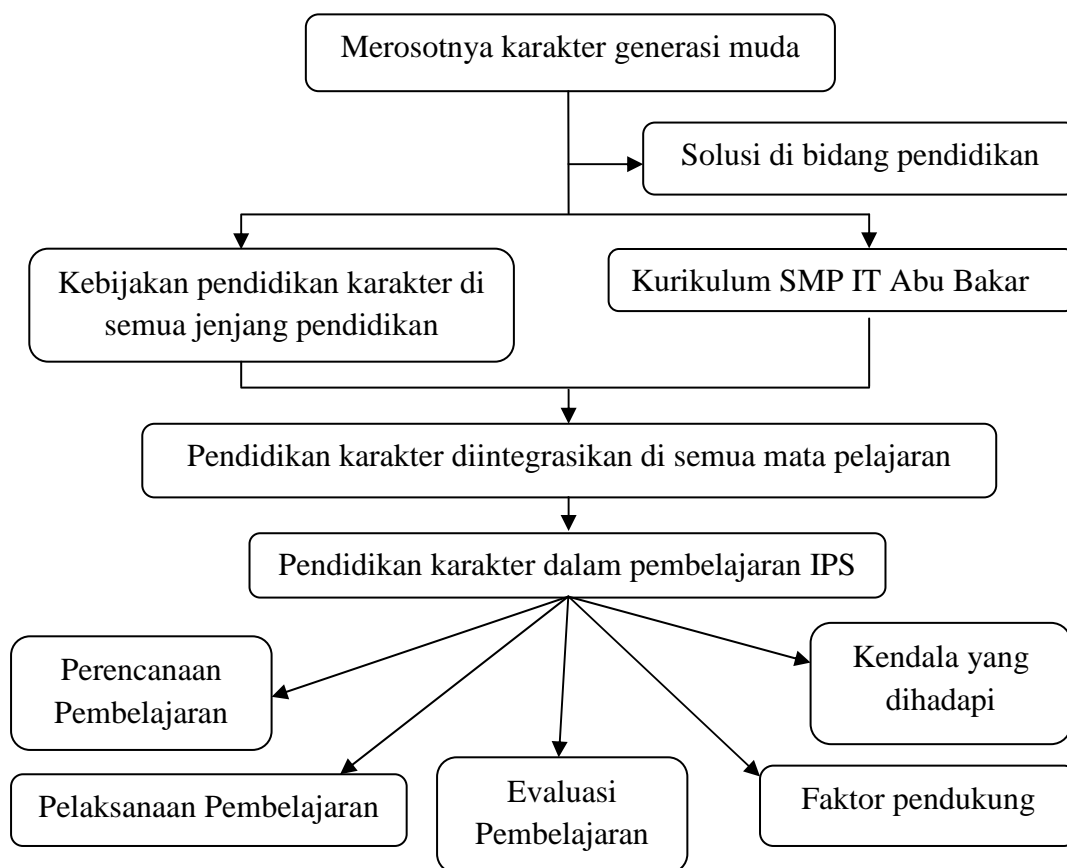 Merosotnya karakter generasi muda
Solusi di bidang pendidikan
Kebijakan pendidikan karakter di
semua jenjang pendidikan
Kurikulum SMP IT Abu Bakar
Pendidikan karakter diintegrasikan di semua mata pelajaran
Pendidikan karakter dalam pembelajaran IPS
Perencanaan
Pembelajaran
Kendala yang
dihadapi
Pelaksanaan Pembelajaran
Evaluasi
Pembelajaran
Faktor pendukung